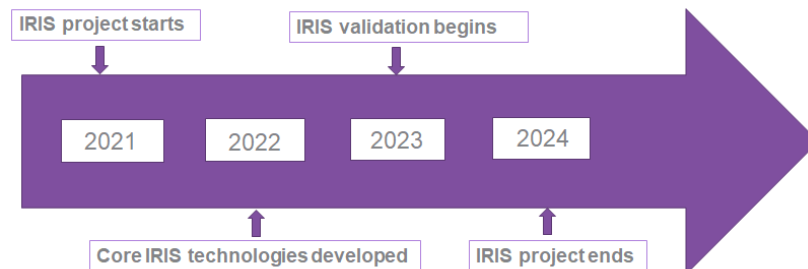 IRIS project starts
IRIS validation begins
2021
2022
2023
2024
Core IRIS technologies developed
IRIS project ends